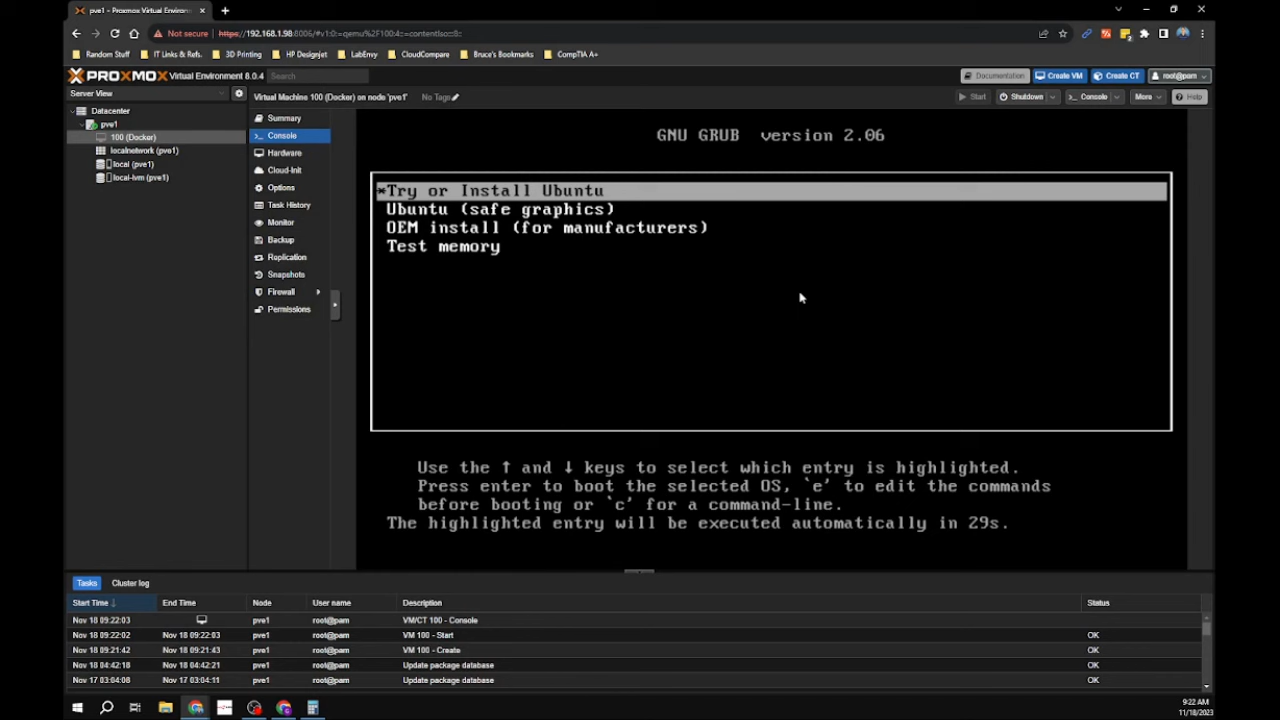 pve1 - Proxmox Virtual Environ
Not secure https://192.168.1.98:8006/#v1:0:=qemu%2F100:4:=contentIso:::
Random Stuff IT Links & Refs. 3D Printing HP Designjet LabEnvy CloudCompare Bruce's Bookmarks CompTIA A+
PROXMOX Virtual Environment 8.0.4 Search Documentation Create VM Create CT root@pam
Server View
Virtual Machine 100 (Docker) on node 'pve1' No Tags Start Shutdown Console More Help
Datacenter
pve1
100 (Docker)
localnetwork (pve1)
local (pve1)
local-lvm (pve1)
Summary
Console
Hardware
Cloud-Init
Options
Task History
Monitor
Backup
Replication
Snapshots
Firewall
Permissions
GNU GRUB version 2.06
*Try or Install Ubuntu
Ubuntu (safe graphics)
OEM install (for manufacturers)
Test memory
Use the ↑ and ↓ keys to select which entry is highlighted.
Press enter to boot the selected OS, `e' to edit the commands
before booting or `c' for a command-line.
The highlighted entry will be executed automatically in 29s.
Tasks Cluster log
Start Time ↓ End Time Node User name Description Status
Nov 18 09:22:03 pve1 root@pam VM/CT 100 - Console
Nov 18 09:22:02 Nov 18 09:22:03 pve1 root@pam VM 100 - Start OK
Nov 18 09:21:42 Nov 18 09:21:43 pve1 root@pam VM 100 - Create OK
Nov 18 04:42:18 Nov 18 04:42:21 pve1 root@pam Update package database OK
Nov 17 03:04:08 Nov 17 03:04:11 pve1 root@pam Update package database OK
9:22 AM
11/18/2023